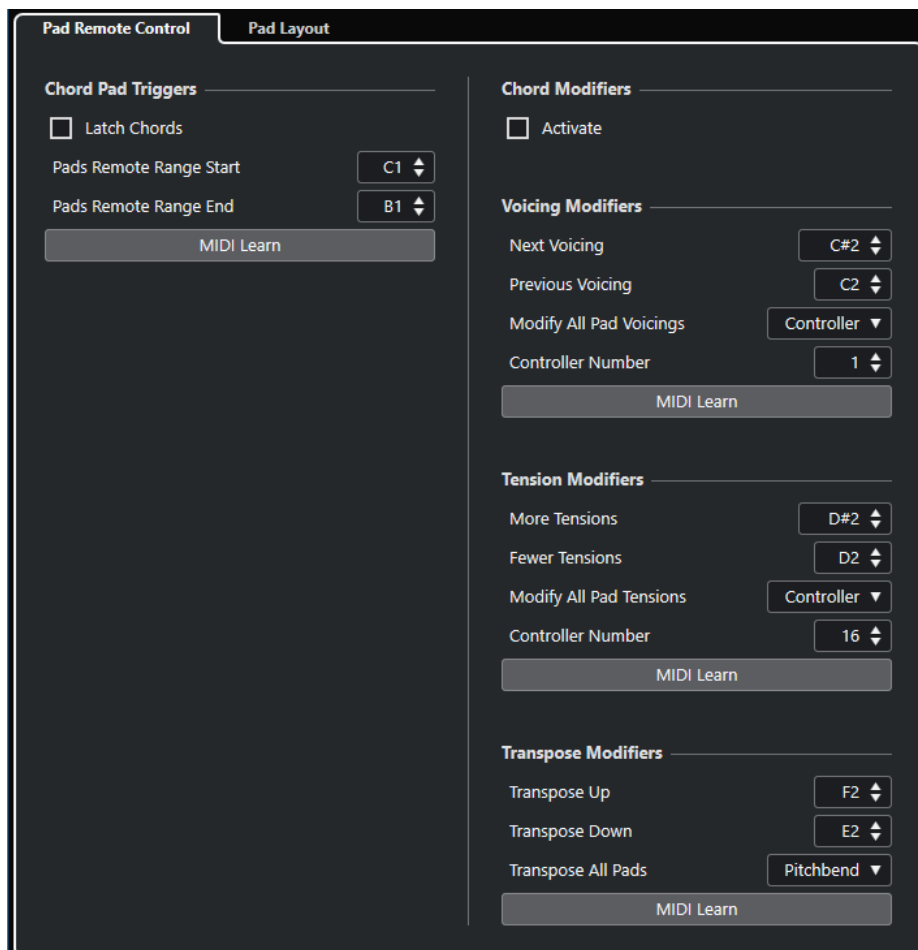 Pad Remote Control Pad Layout
Chord Pad Triggers
Latch Chords
Pads Remote Range Start C1
Pads Remote Range End B1
MIDI Learn
Chord Modifiers
Activate
Voicing Modifiers
Next Voicing C#2
Previous Voicing C2
Modify All Pad Voicings Controller
Controller Number 1
MIDI Learn
Tension Modifiers
More Tensions D#2
Fewer Tensions D2
Modify All Pad Tensions Controller
Controller Number 16
MIDI Learn
Transpose Modifiers
Transpose Up F2
Transpose Down E2
Transpose All Pads Pitchbend
MIDI Learn